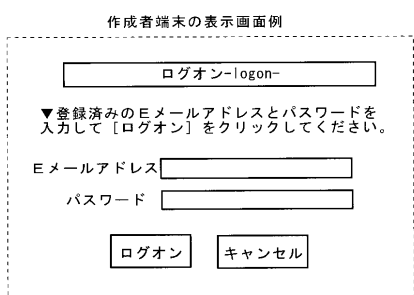 作成者端末の表示画面例
ログオン-logon-
▼登録済みのEメールアドレスとパスワードを
入力して［ログオン］をクリックしてください。
Eメールアドレス
パスワード
ログオン
キャンセル